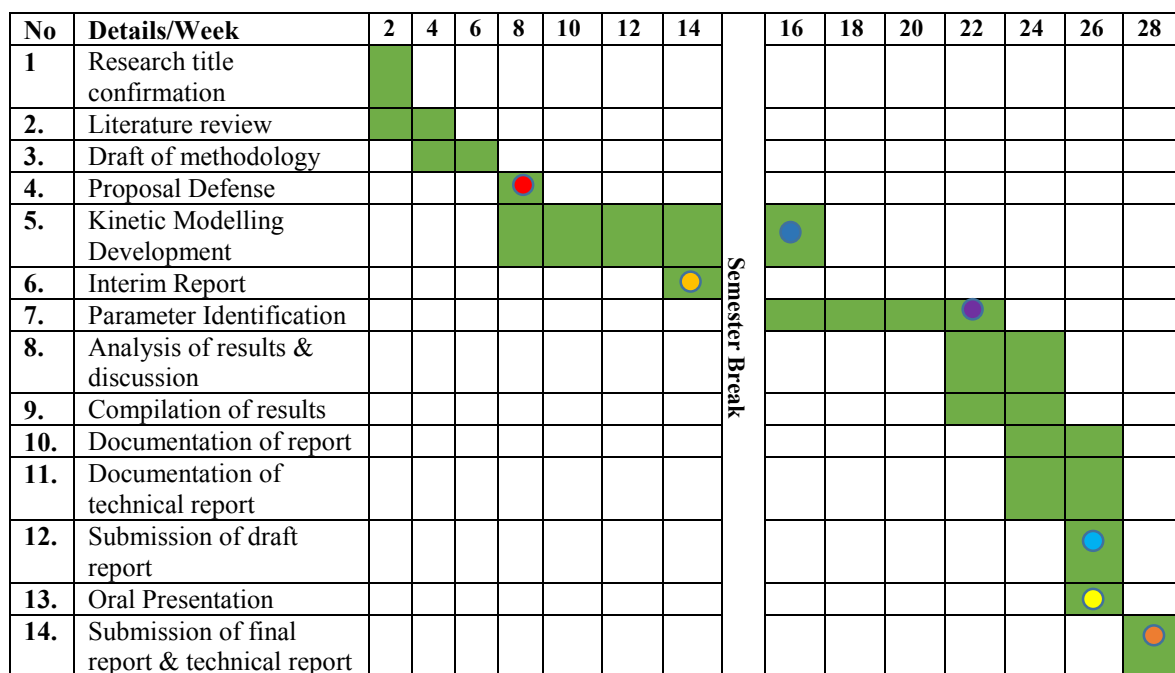 No Details/Week 2 4 6 8 10 12 14 16 18 20 22 24 26 28
1 Research title
confirmation
2. Literature review
3. Draft of methodology
4. Proposal Defense
5. Kinetic Modelling
Development
6. Interim Report
7. Parameter Identification
8. Analysis of results &
discussion
9. Compilation of results
10. Documentation of report
11. Documentation of
technical report
12. Submission of draft
report
13. Oral Presentation
14. Submission of final
report & technical report
Semester Break